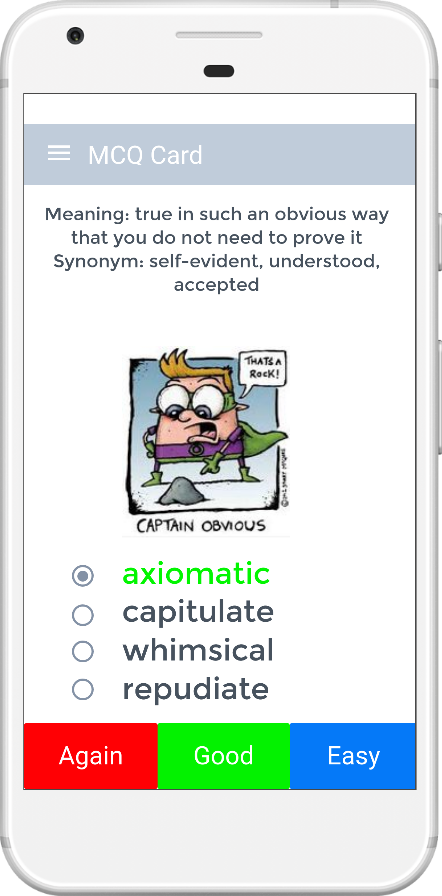 MCQ Card
Meaning: true in such an obvious way
that you do not need to prove it
Synonym: self-evident, understood,
accepted
THATS A
ROCK!
CAPTAIN OBVIOUS
axiomatic
capitulate
whimsical
repudiate
Again
Good
Easy